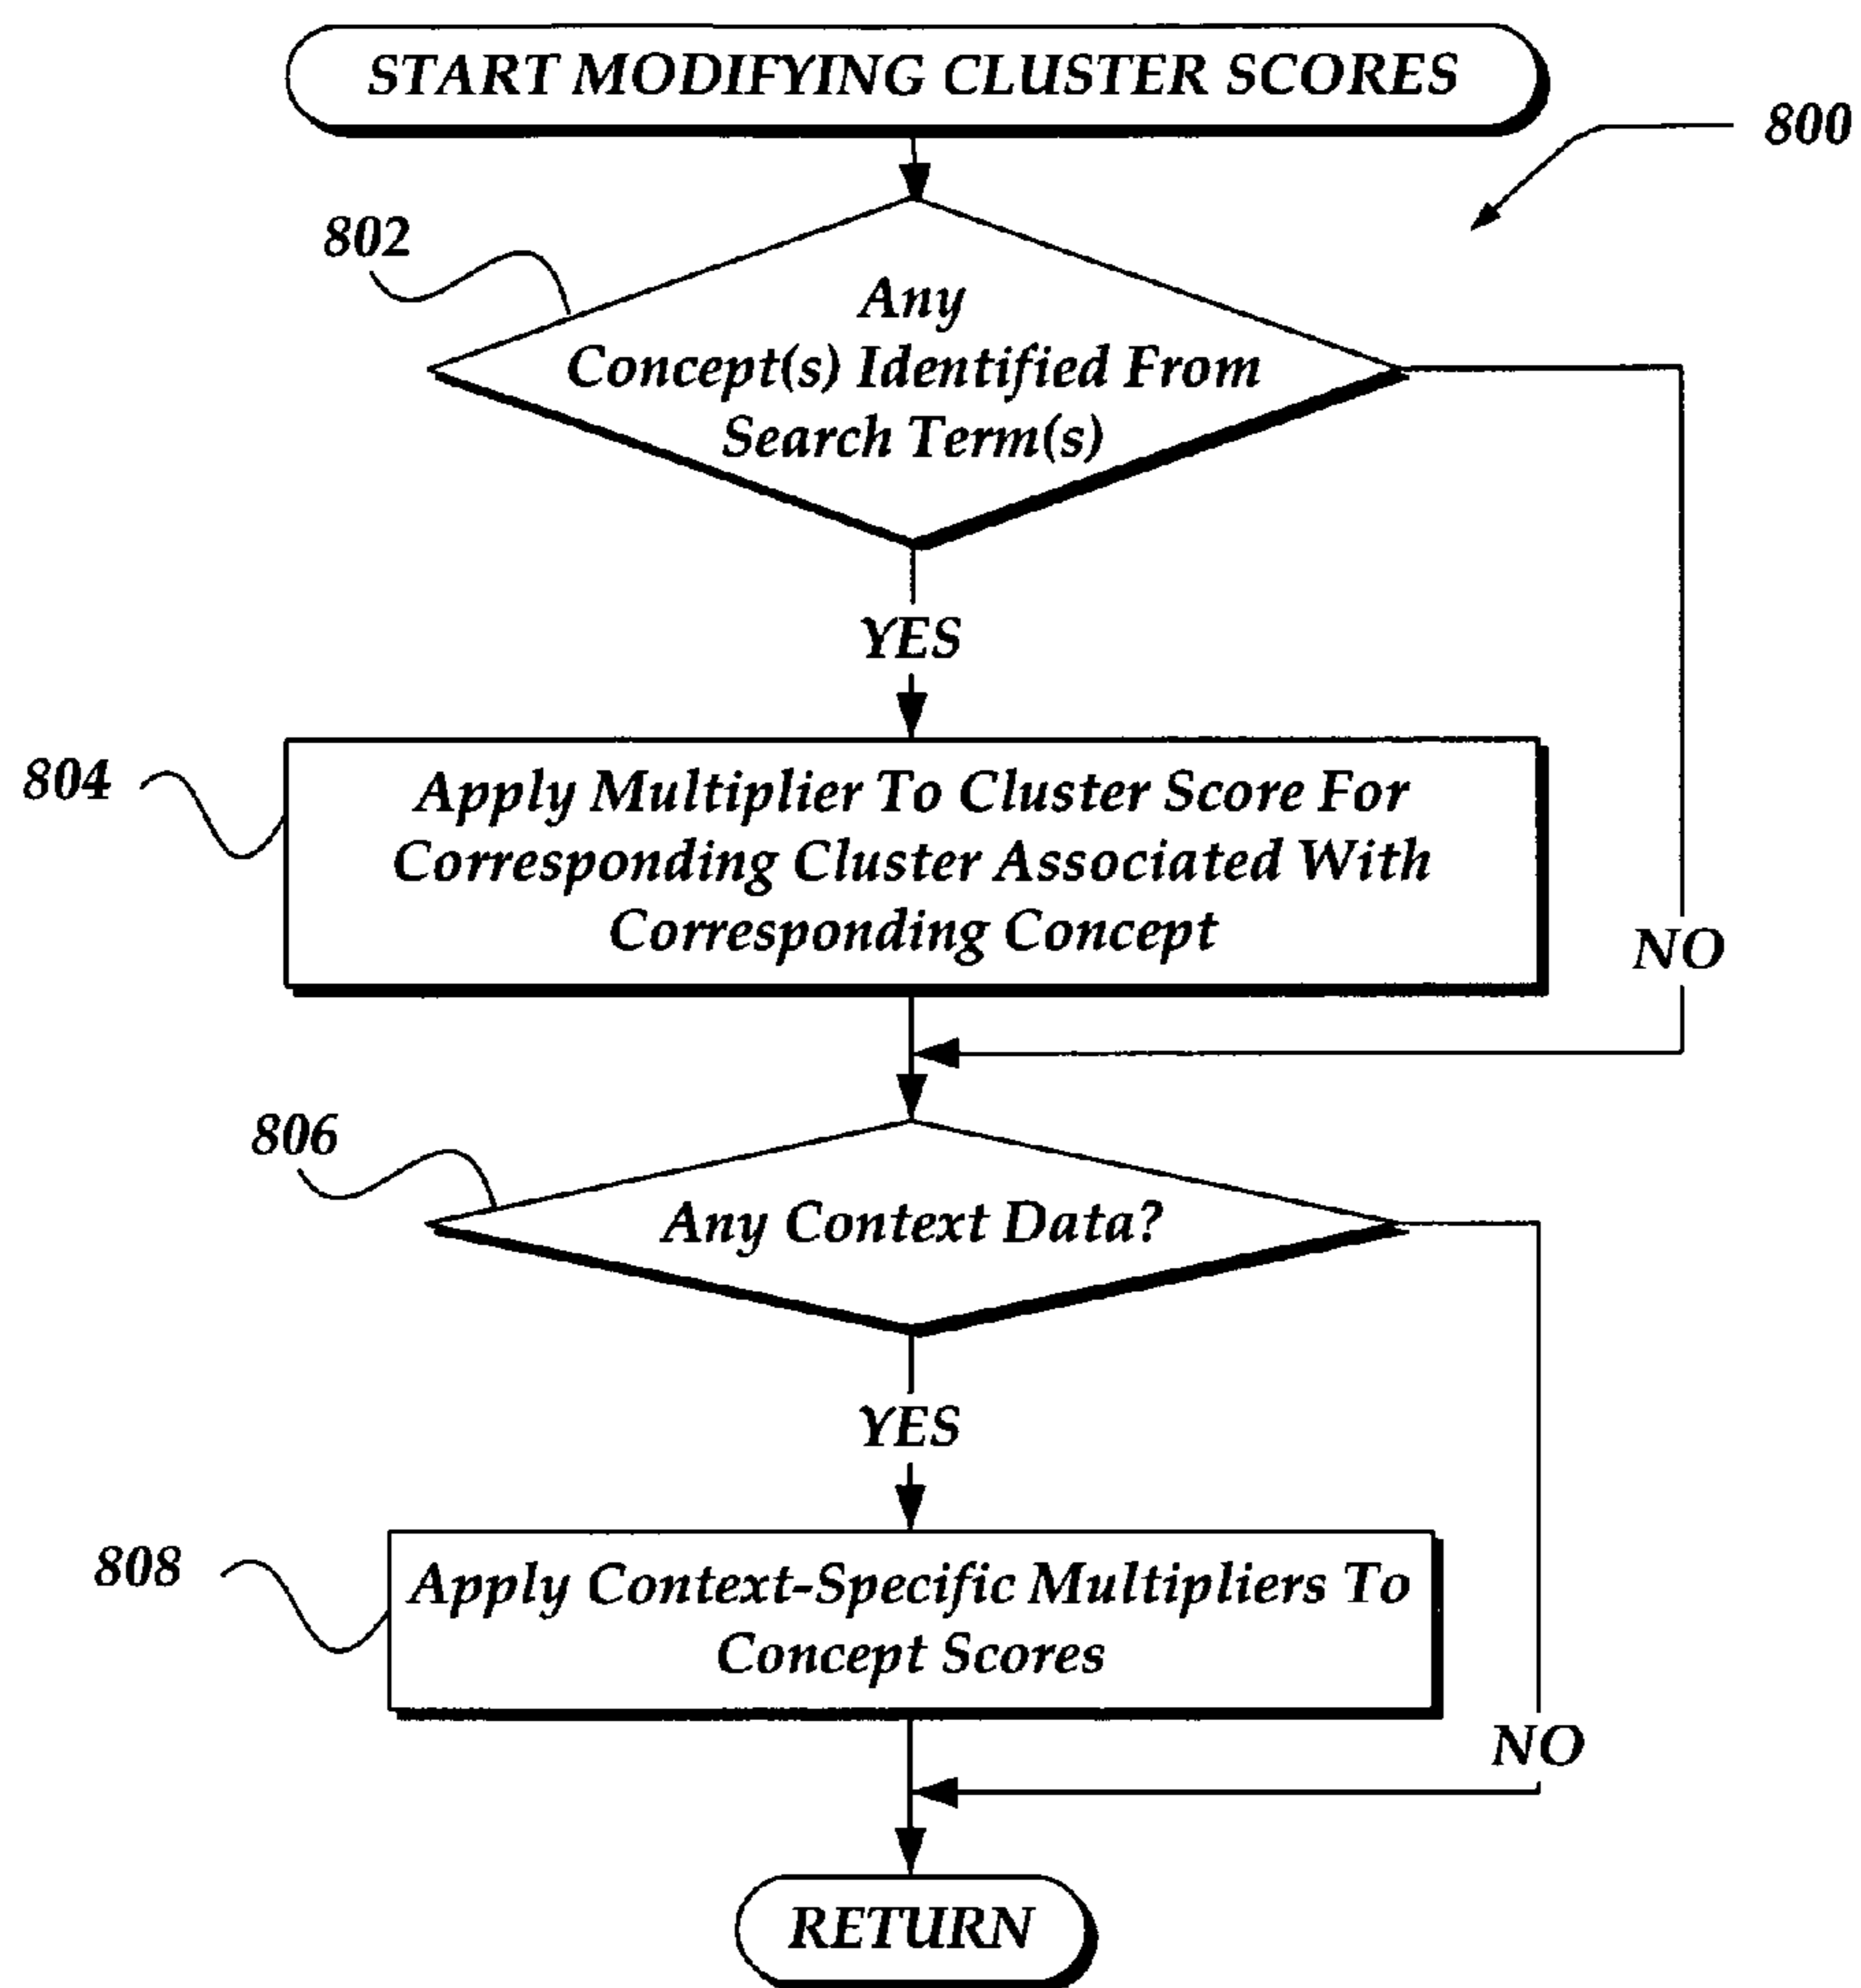 START MODIFYING CLUSTER SCORES
800
802
Any
Concept(s) Identified From
Search Term(s)
YES
804
Apply Multiplier To Cluster Score For
Corresponding Cluster Associated With
Corresponding Concept
NO
806
Any Context Data?
YES
808
Apply Context-Specific Multipliers To
Concept Scores
NO
RETURN